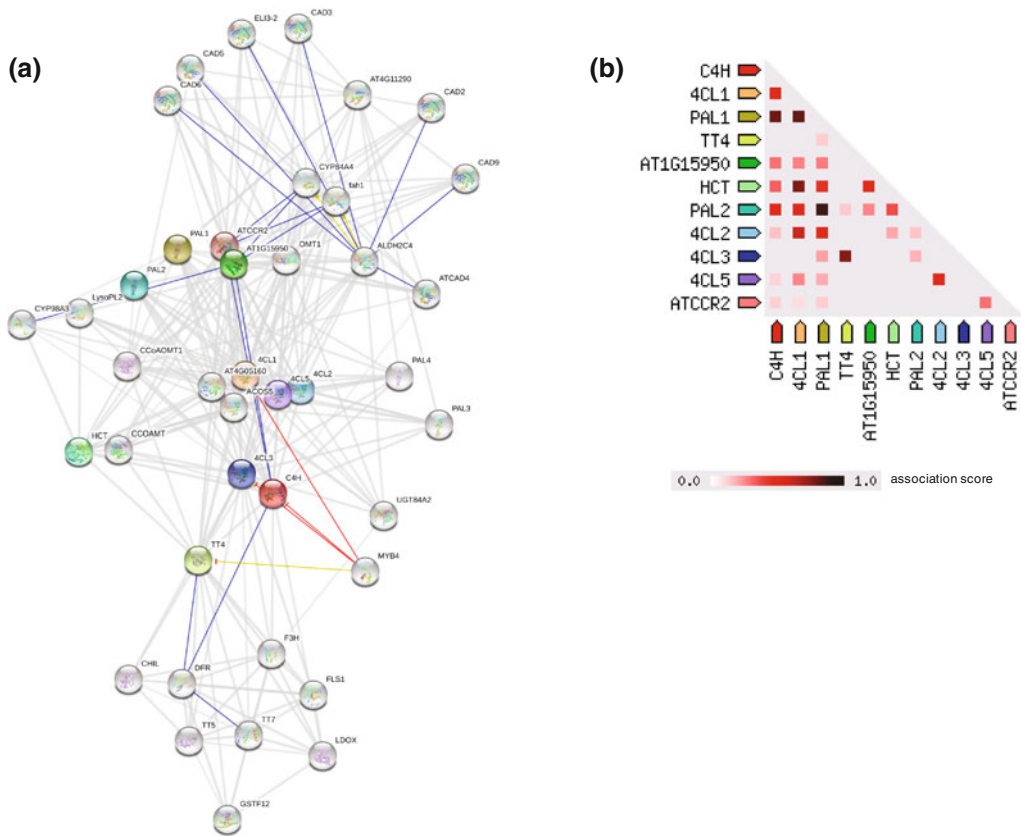 (a)
ELI3-2
CAD3
CAD5
CAD6
AT4G11290
CAD2
CYP84A4
fah1
CAD9
PAL1
ATCCR2
AT1G15950
OMT1
ALDH2C4
PAL2
ATCAD4
CYP98A3
LysoPL2
CCoAOMT1
4CL1
AT4G05160
4CL5
4CL2
ACOS5
PAL4
PAL3
HCT
CCOAMT
4CL3
C4H
UGT84A2
TT4
MYB4
F3H
CHIL
DFR
FLS1
TT5
TT7
LDOX
GSTF12
(b)
C4H
4CL1
PAL1
TT4
AT1G15950
HCT
PAL2
4CL2
4CL3
4CL5
ATCCR2
C4H
4CL1
PAL1
TT4
AT1G15950
HCT
PAL2
4CL2
4CL3
4CL5
ATCCR2
0.0 1.0 association score